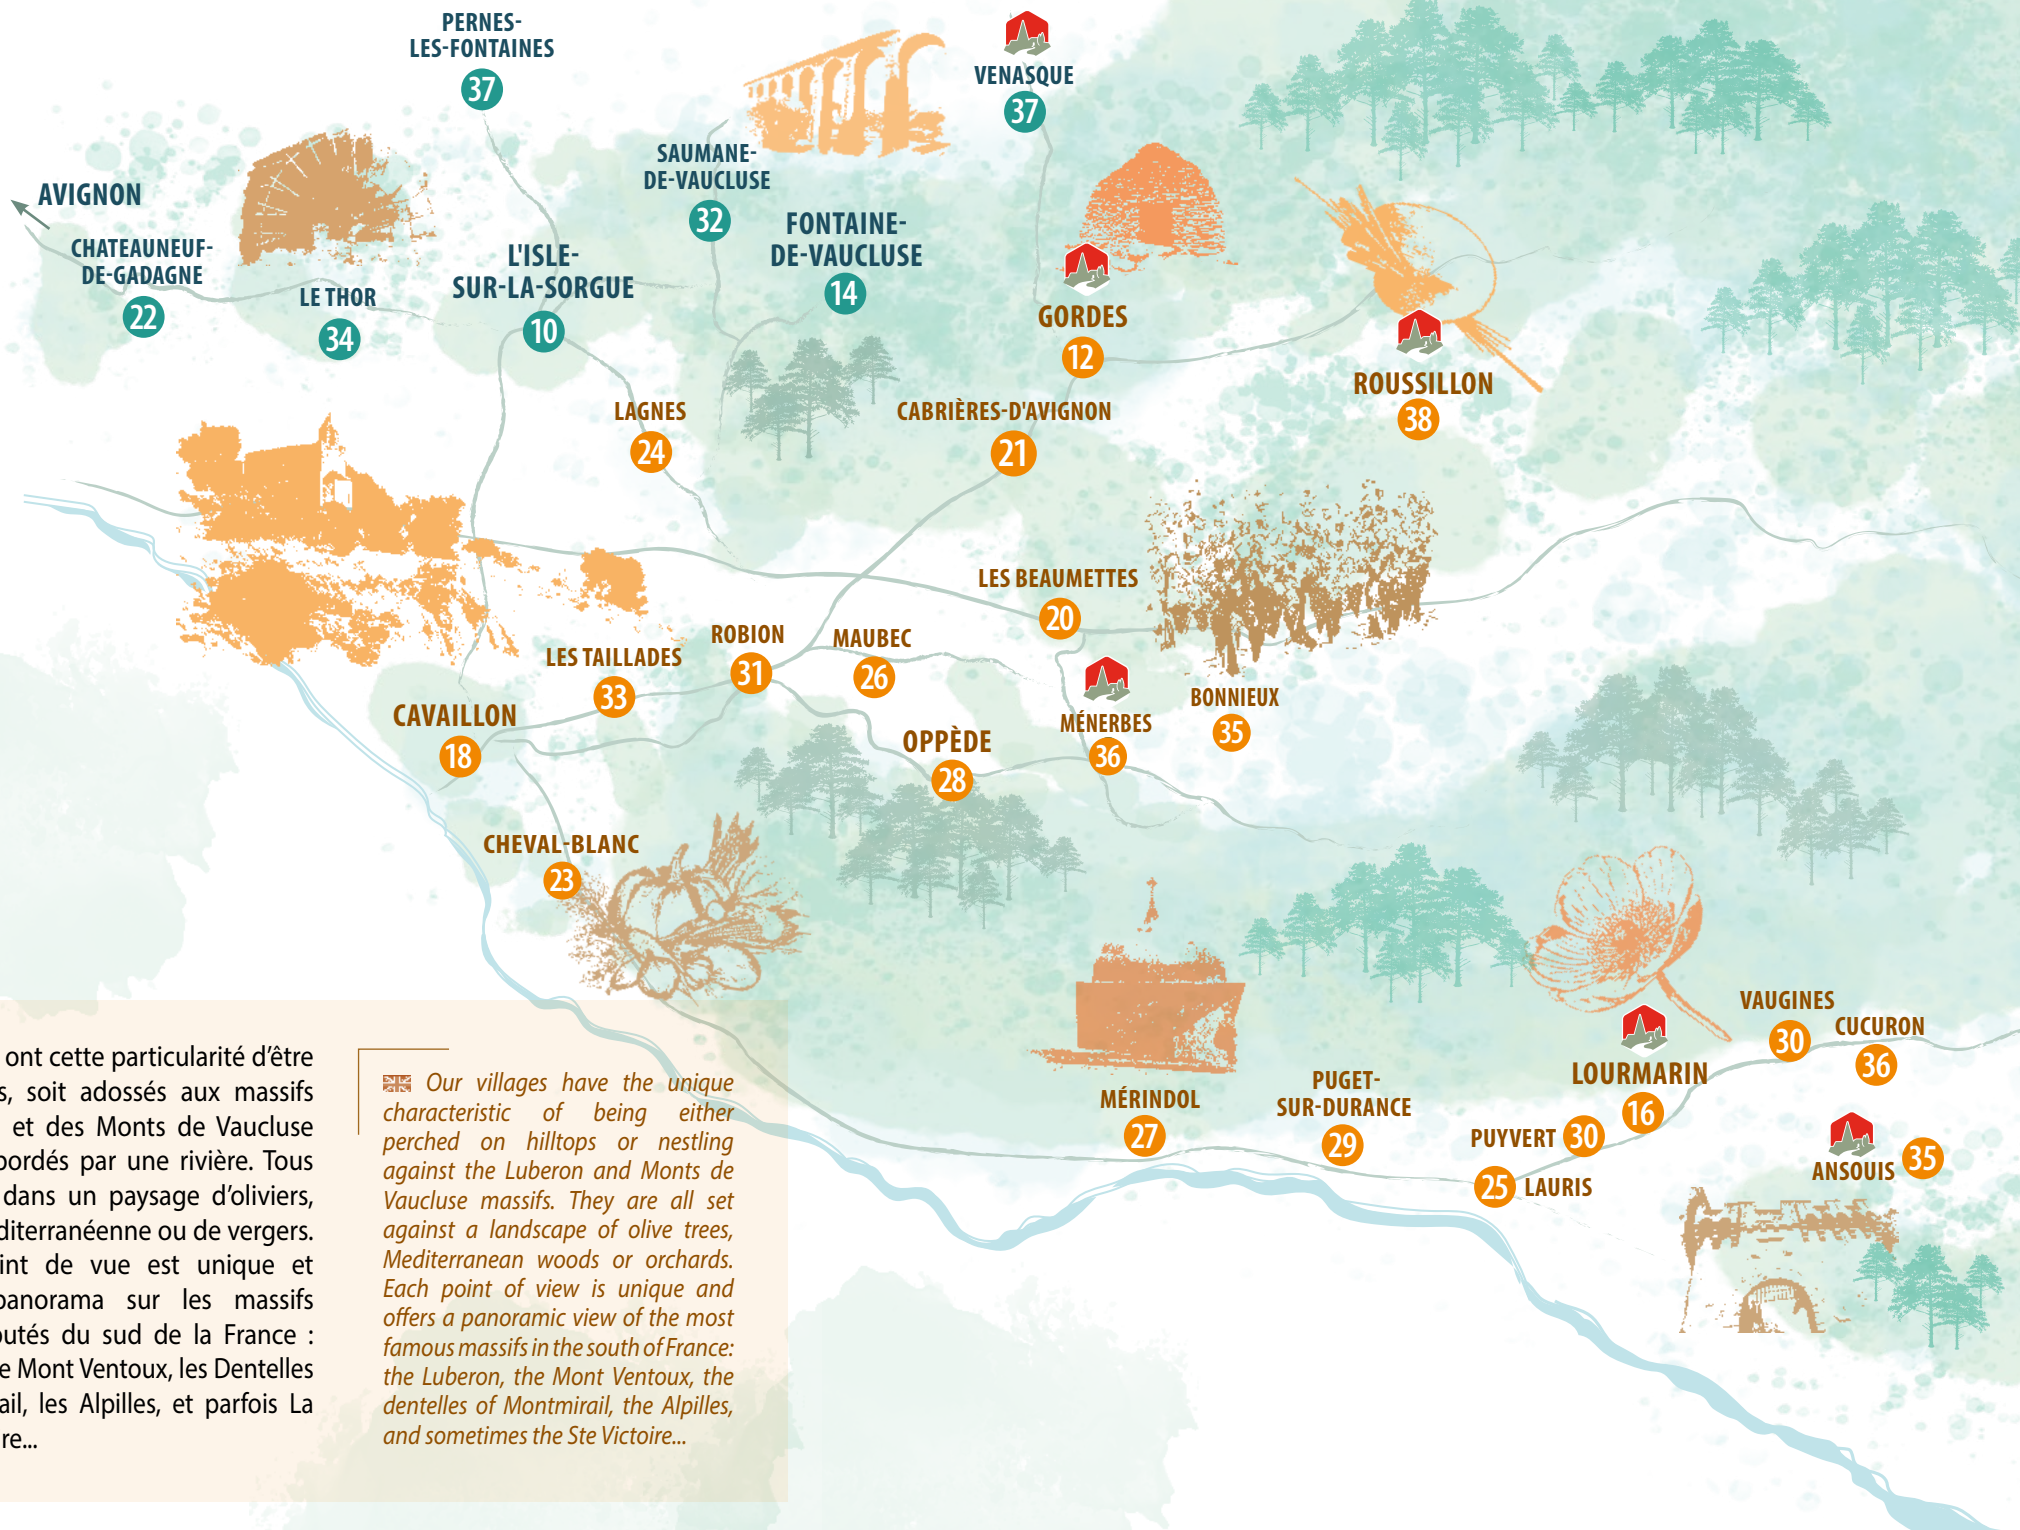 PERNES-
LES-FONTAINES
37
VENASQUE
37
SAUMANE-
DE-VAUCLUSE
32
AVIGNON
CHATEAUNEUF-
DE-GADAGNE
22
LE THOR
34
L'ISLE-
SUR-LA-SORGUE
10
FONTAINE-
DE-VAUCLUSE
14
GORDES
12
ROUSSILLON
38
LAGNES
24
CABRIÈRES-D'AVIGNON
21
LES BEAUMETTES
20
ROBION
31
MAUBEC
26
LES TAILLADES
33
CAVAILLON
18
OPPÈDE
28
MÉNERBES
36
BONNIEUX
35
CHEVAL-BLANC
23
VAUGINES
30
CUCURON
36
LOURMARIN
16
MÉRINDOL
27
PUGET-
SUR-DURANCE
29
PUYVERT 30
25 LAURIS
ANSOUIS
35
ont cette particularité d'être
s, soit adossés aux massifs
et des Monts de Vaucluse
bordés par une rivière. Tous
dans un paysage d'oliviers,
diterranéenne ou de vergers.
int de vue est unique et
panorama sur les massifs
outés du sud de la France :
e Mont Ventoux, les Dentelles
ail, les Alpilles, et parfois La
re...
Our villages have the unique
characteristic of being either
perched on hilltops or nestling
against the Luberon and Monts de
Vaucluse massifs. They are all set
against a landscape of olive trees,
Mediterranean woods or orchards.
Each point of view is unique and
offers a panoramic view of the most
famous massifs in the south of France:
the Luberon, the Mont Ventoux, the
dentelles of Montmirail, the Alpilles,
and sometimes the Ste Victoire...